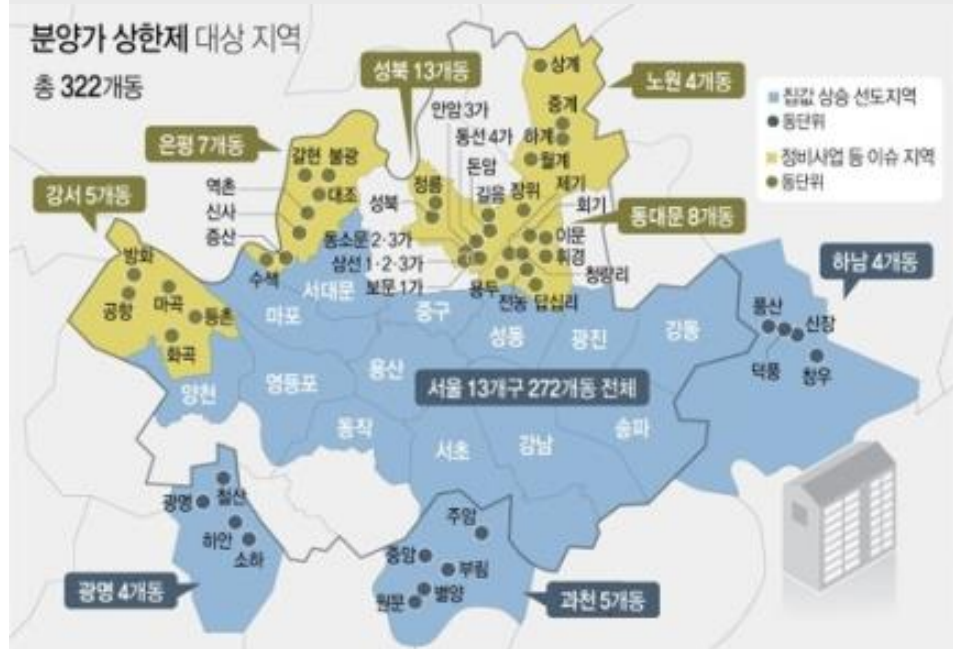 분양가 상한제 대상 지역
총 322개동
집값 상승 선도지역
동단위
정비사업 등 이슈 지역
동단위
성북 13개동
노원 4개동
은평 7개동
강서 5개동
동대문 8개동
하남 4개동
상계
중계
하계
월계
안암 3가
동선 4가
돈암
길음
장위
제기
회기
정릉
성북
이문
휘경
청량리
동소문 2·3가
삼선 1·2·3가
보문 1가
용두
전농
답십리
갈현
불광
역촌
대조
신사
증산
수색
방화
공항
마곡
등촌
화곡
서대문
마포
중구
성동
광진
강동
풍산
신장
덕풍
창우
양천
영등포
용산
서울 13개구 272개동 전체
동작
서초
강남
송파
광명
철산
하안
소하
광명 4개동
주암
중앙
부림
별양
원문
과천 5개동